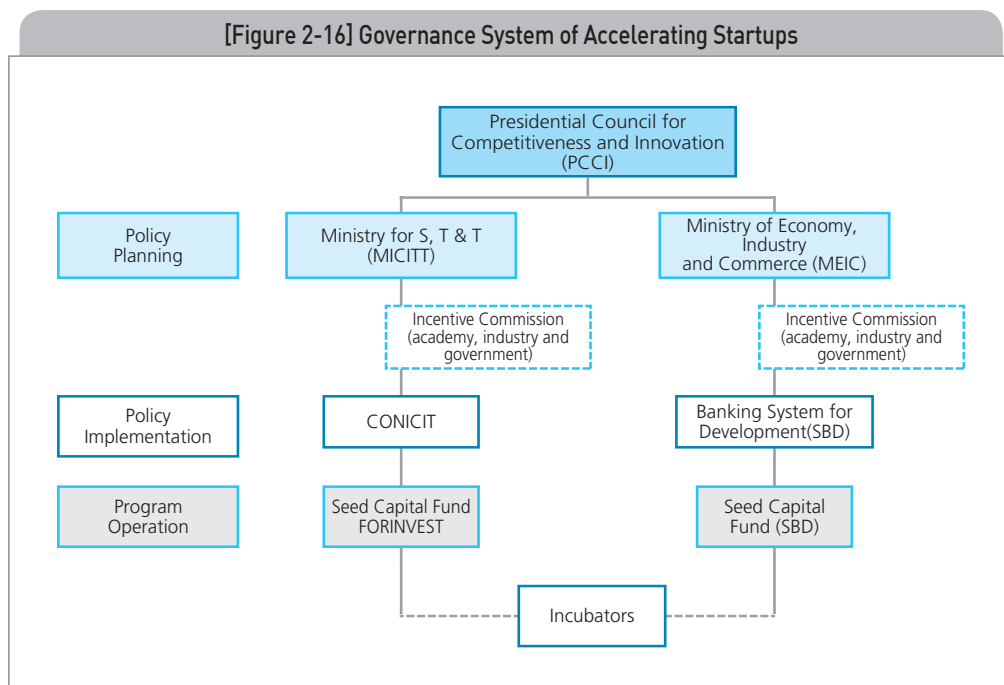 [Figure 2-16] Governance System of Accelerating Startups
Presidential Council for
Competitiveness and Innovation
(PCCI)
Policy
Planning
Ministry for S, T & T
(MICITT)
Ministry of Economy,
Industry
and Commerce (MEIC)
Incentive Commission
(academy, industry and
government)
Incentive Commission
(academy, industry and
government)
Policy
Implementation
CONICIT
Banking System for
Development(SBD)
Program
Operation
Seed Capital Fund
FORINVEST
Seed Capital
Fund (SBD)
Incubators